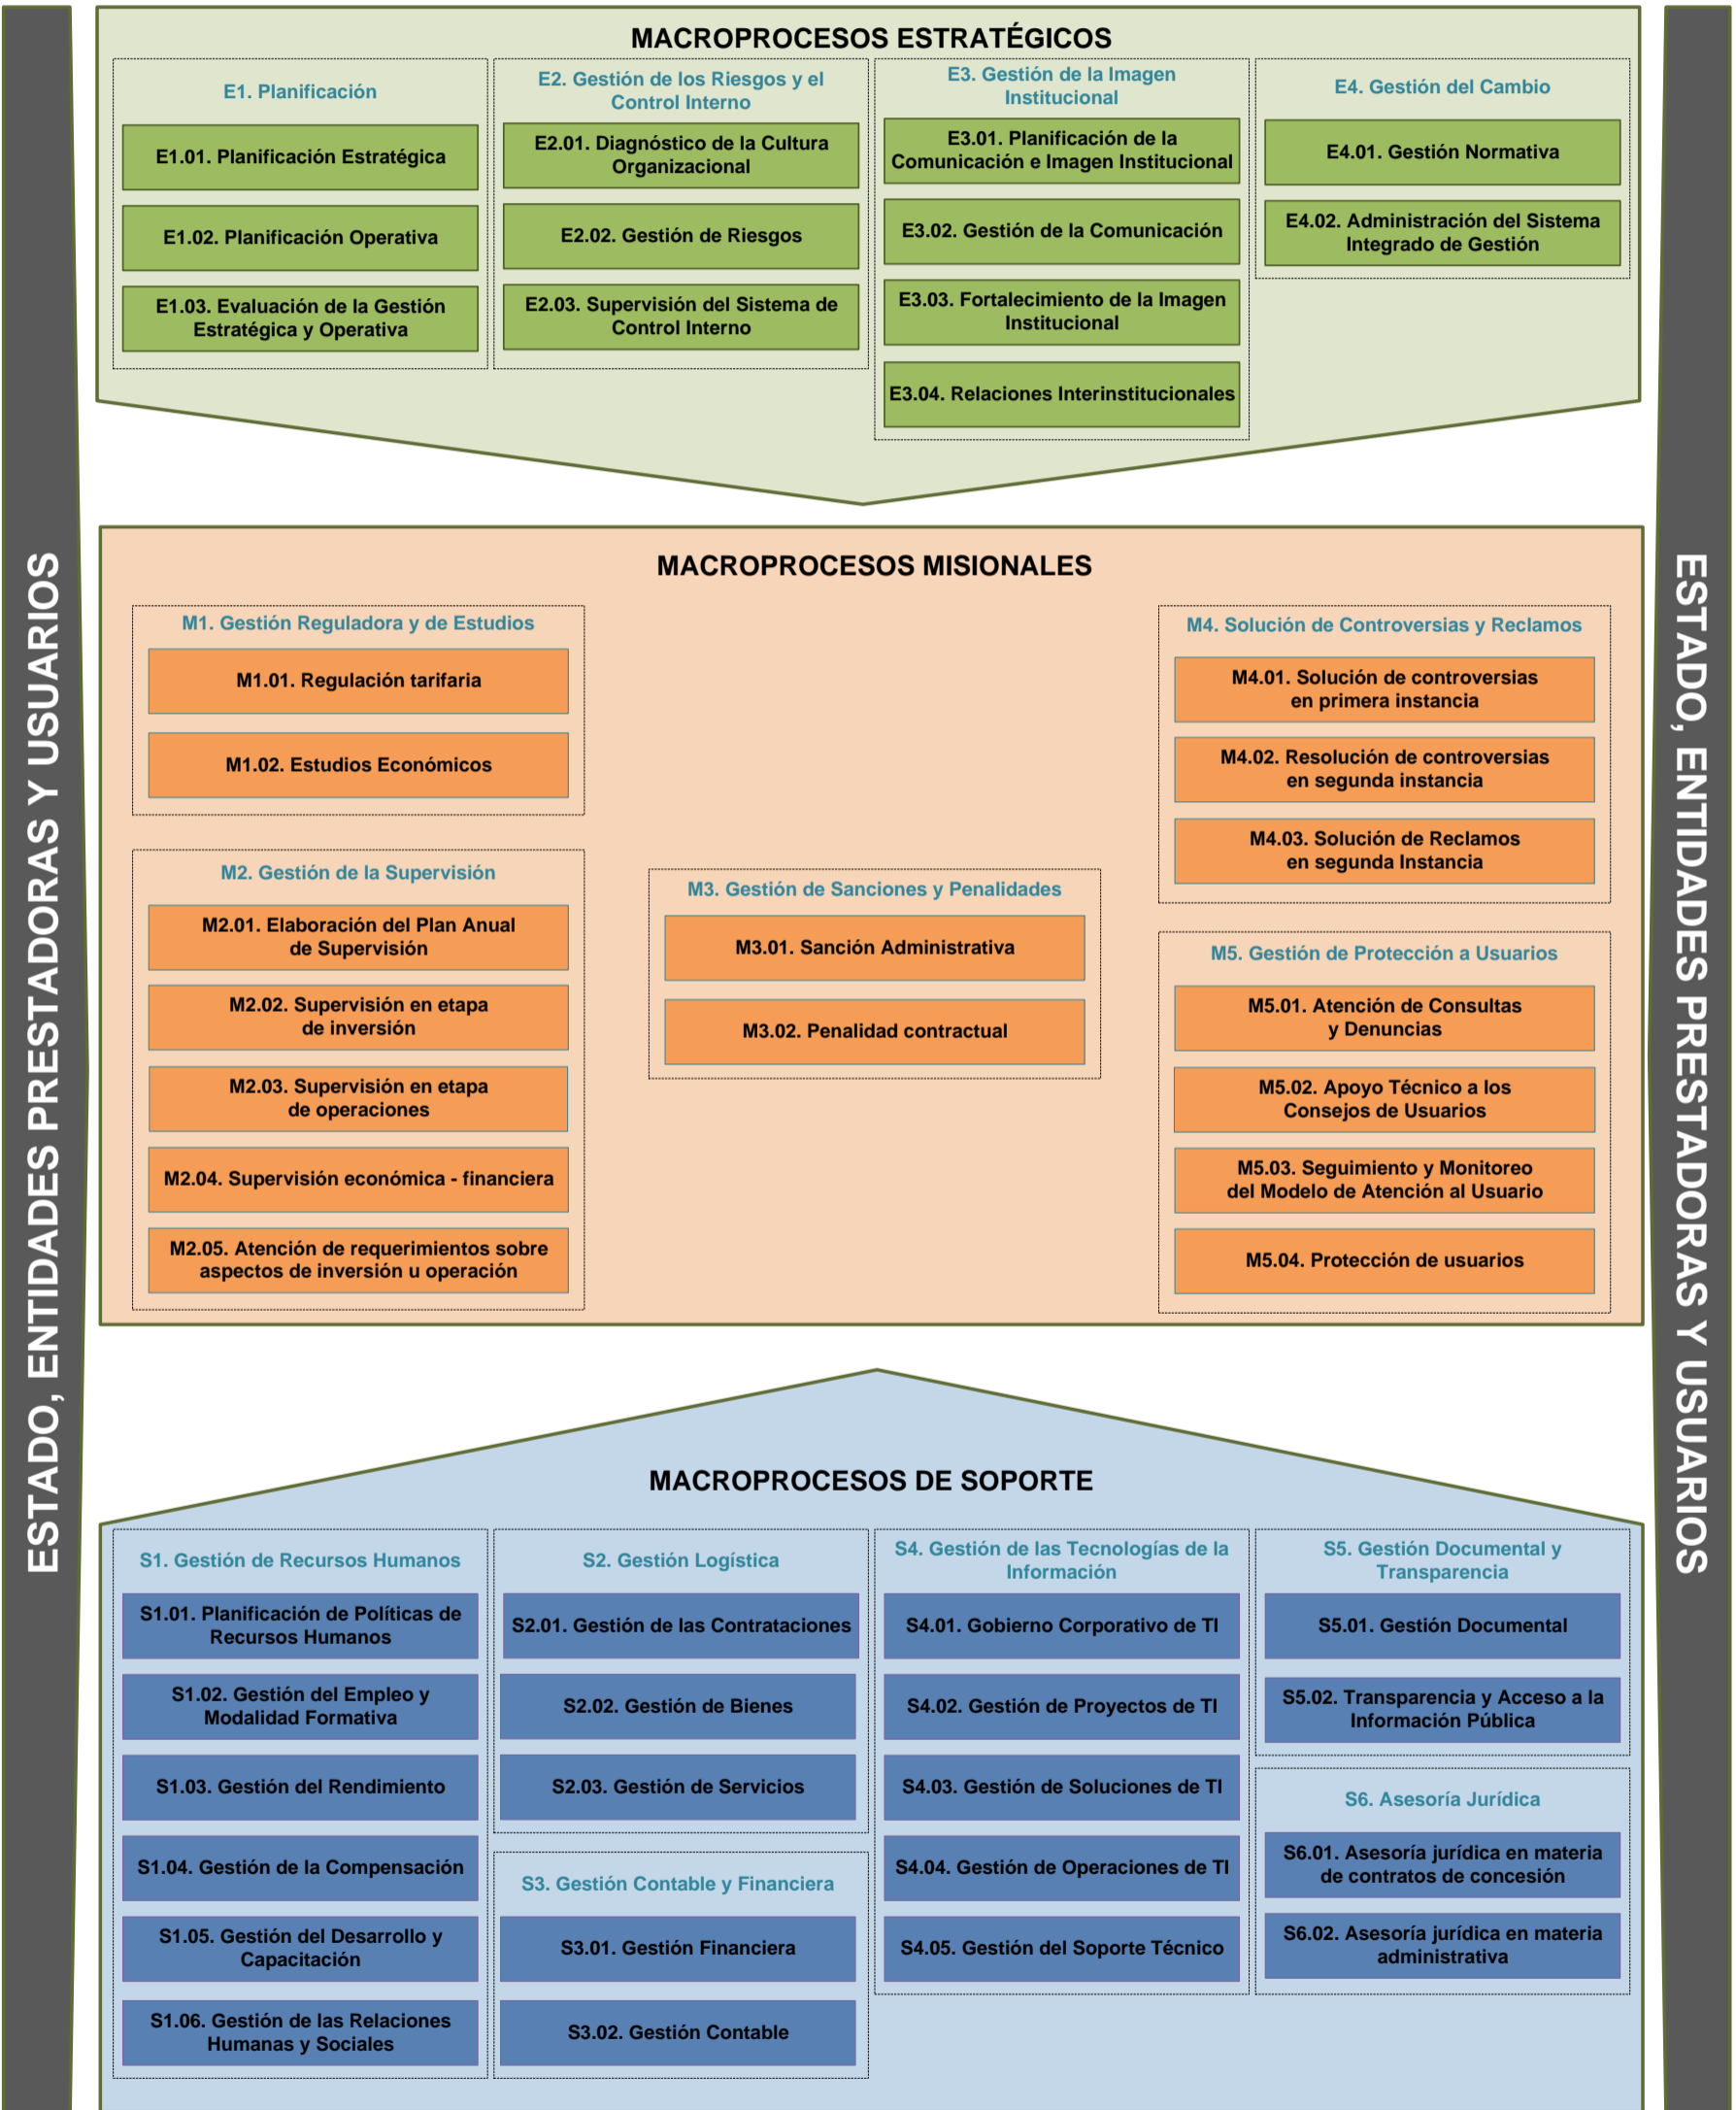 ESTADO, ENTIDADES PRESTADORAS Y USUARIOS
MACROPROCESOS ESTRATÉGICOS
E1. Planificación
E1.01. Planificación Estratégica
E1.02. Planificación Operativa
E1.03. Evaluación de la Gestión
Estratégica y Operativa
E2. Gestión de los Riesgos y el
Control Interno
E2.01. Diagnóstico de la Cultura
Organizacional
E2.02. Gestión de Riesgos
E2.03. Supervisión del Sistema de
Control Interno
E3. Gestión de la Imagen
Institucional
E3.01. Planificación de la
Comunicación e Imagen Institucional
E3.02. Gestión de la Comunicación
E3.03. Fortalecimiento de la Imagen
Institucional
E3.04. Relaciones Interinstitucionales
E4. Gestión del Cambio
E4.01. Gestión Normativa
E4.02. Administración del Sistema
Integrado de Gestión
MACROPROCESOS MISIONALES
M1. Gestión Reguladora y de Estudios
M1.01. Regulación tarifaria
M1.02. Estudios Económicos
M2. Gestión de la Supervisión
M2.01. Elaboración del Plan Anual
de Supervisión
M2.02. Supervisión en etapa
de inversión
M2.03. Supervisión en etapa
de operaciones
M2.04. Supervisión económica - financiera
M2.05. Atención de requerimientos sobre
aspectos de inversión u operación
M3. Gestión de Sanciones y Penalidades
M3.01. Sanción Administrativa
M3.02. Penalidad contractual
M4. Solución de Controversias y Reclamos
M4.01. Solución de controversias
en primera instancia
M4.02. Resolución de controversias
en segunda instancia
M4.03. Solución de Reclamos
en segunda Instancia
M5. Gestión de Protección a Usuarios
M5.01. Atención de Consultas
y Denuncias
M5.02. Apoyo Técnico a los
Consejos de Usuarios
M5.03. Seguimiento y Monitoreo
del Modelo de Atención al Usuario
M5.04. Protección de usuarios
MACROPROCESOS DE SOPORTE
S1. Gestión de Recursos Humanos
S1.01. Planificación de Políticas de
Recursos Humanos
S1.02. Gestión del Empleo y
Modalidad Formativa
S1.03. Gestión del Rendimiento
S1.04. Gestión de la Compensación
S1.05. Gestión del Desarrollo y
Capacitación
S1.06. Gestión de las Relaciones
Humanas y Sociales
S2. Gestión Logística
S2.01. Gestión de las Contrataciones
S2.02. Gestión de Bienes
S2.03. Gestión de Servicios
S3. Gestión Contable y Financiera
S3.01. Gestión Financiera
S3.02. Gestión Contable
S4. Gestión de las Tecnologías de la
Información
S4.01. Gobierno Corporativo de TI
S4.02. Gestión de Proyectos de TI
S4.03. Gestión de Soluciones de TI
S4.04. Gestión de Operaciones de TI
S4.05. Gestión del Soporte Técnico
S5. Gestión Documental y
Transparencia
S5.01. Gestión Documental
S5.02. Transparencia y Acceso a la
Información Pública
S6. Asesoría Jurídica
S6.01. Asesoría jurídica en materia
de contratos de concesión
S6.02. Asesoría jurídica en materia
administrativa
ESTADO, ENTIDADES PRESTADORAS Y USUARIOS